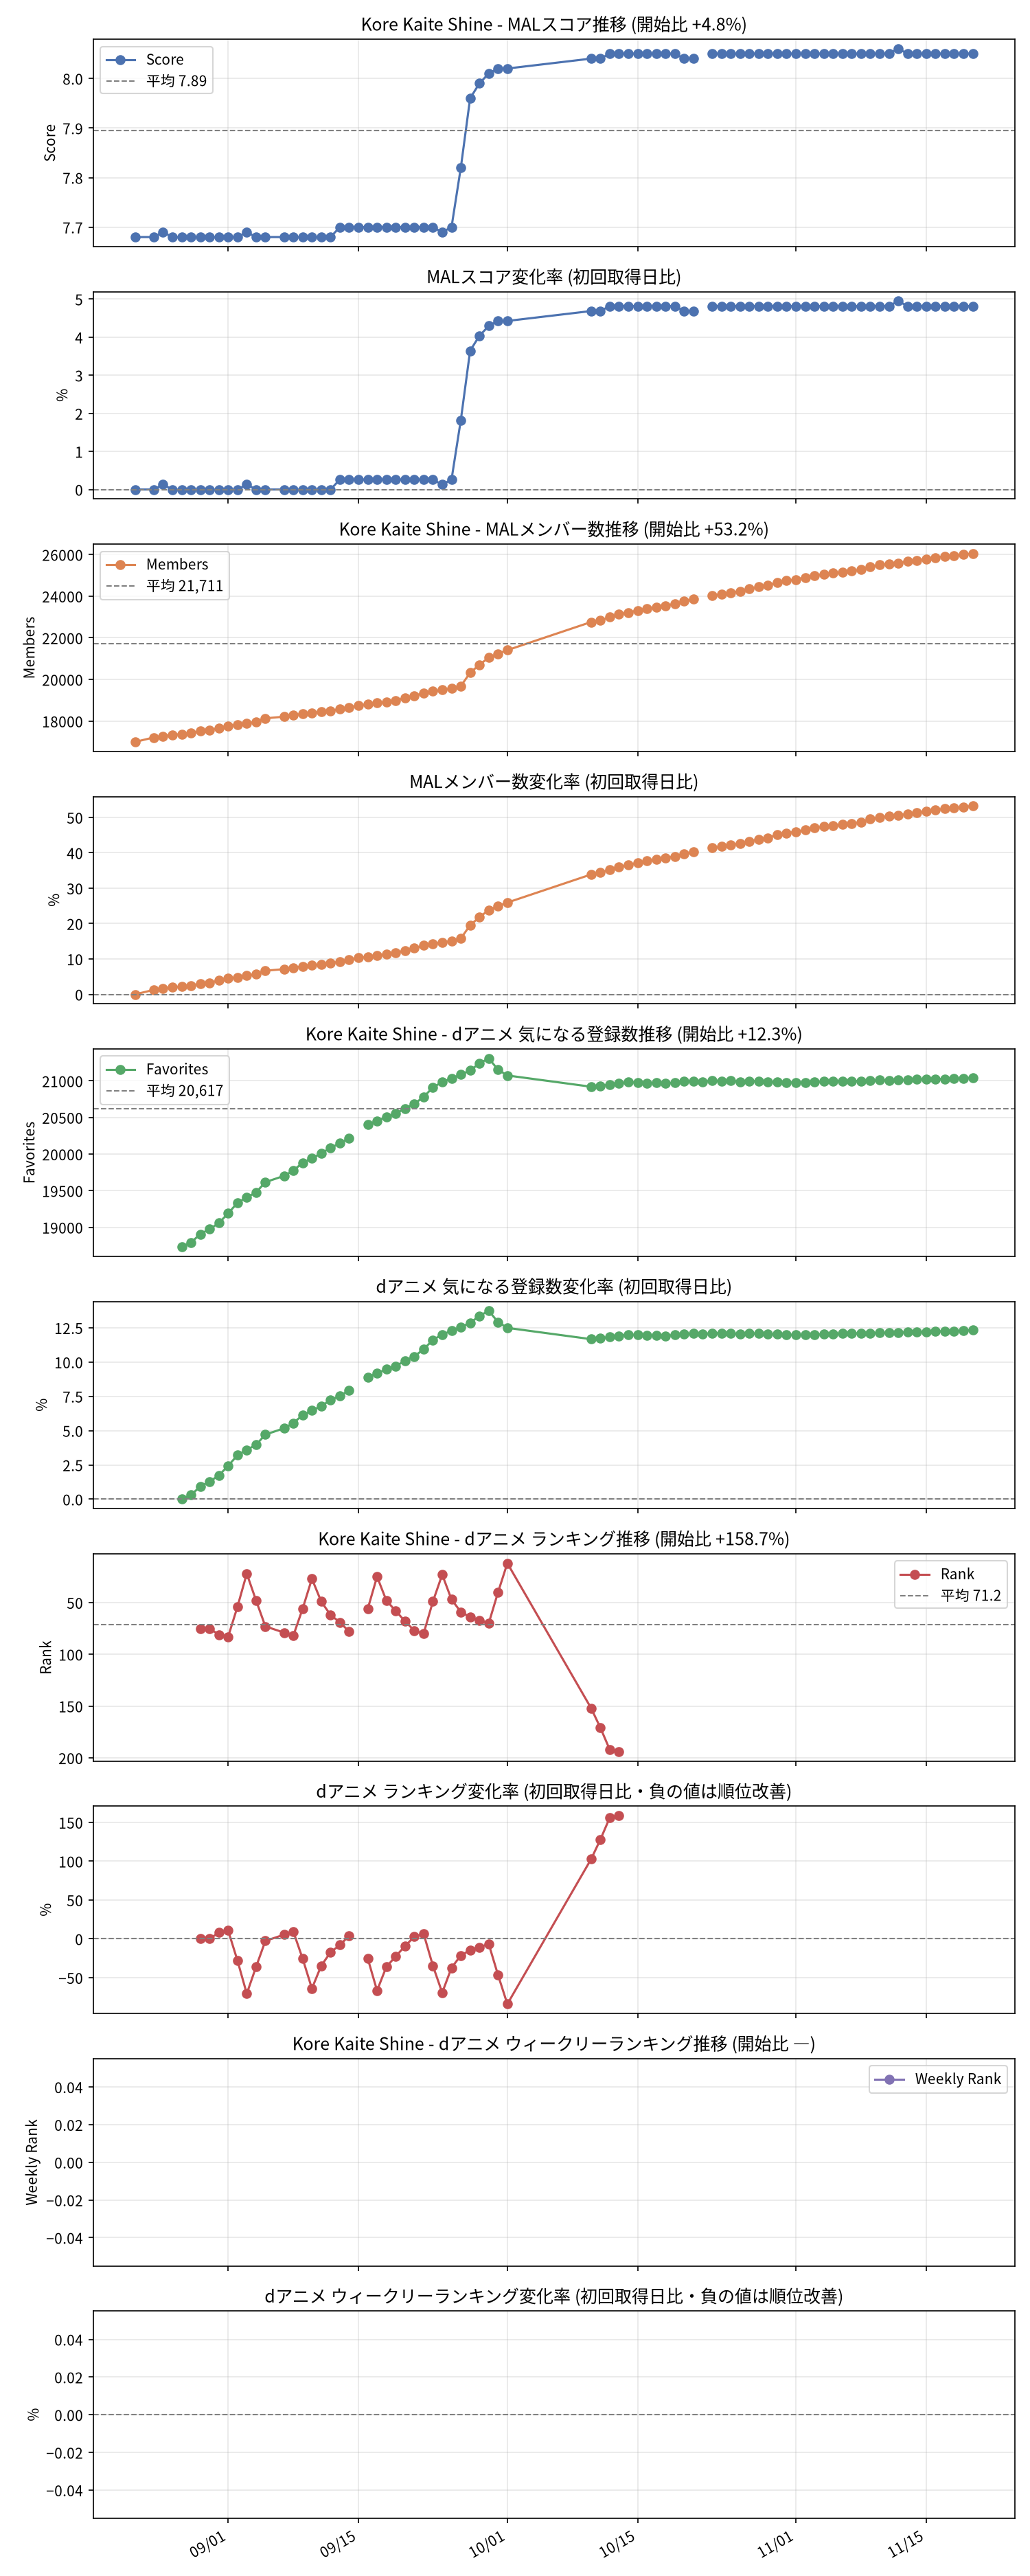 Kore Kaite Shine - MALスコア推移 (開始比 +4.8%)
Score
平均 7.89
8.0
7.9
7.8
7.7
Score
MALスコア変化率 (初回取得日比)
5
4
3
2
1
0
%
Kore Kaite Shine - MALメンバー数推移 (開始比 +53.2%)
Members
平均 21,711
26000
24000
22000
20000
18000
Members
MALメンバー数変化率 (初回取得日比)
50
40
30
20
10
0
%
Kore Kaite Shine - dアニメ 気になる登録数推移 (開始比 +12.3%)
Favorites
平均 20,617
21000
20500
20000
19500
19000
Favorites
dアニメ 気になる登録数変化率 (初回取得日比)
12.5
10.0
7.5
5.0
2.5
0.0
%
Kore Kaite Shine - dアニメ ランキング推移 (開始比 +158.7%)
Rank
平均 71.2
50
100
150
200
Rank
dアニメ ランキング変化率 (初回取得日比・負の値は順位改善)
150
100
50
0
−50
%
Kore Kaite Shine - dアニメ ウィークリーランキング推移 (開始比 —)
Weekly Rank
0.04
0.02
0.00
−0.02
−0.04
Weekly Rank
dアニメ ウィークリーランキング変化率 (初回取得日比・負の値は順位改善)
0.04
0.02
0.00
−0.02
−0.04
%
09/01
09/15
10/01
10/15
11/01
11/15